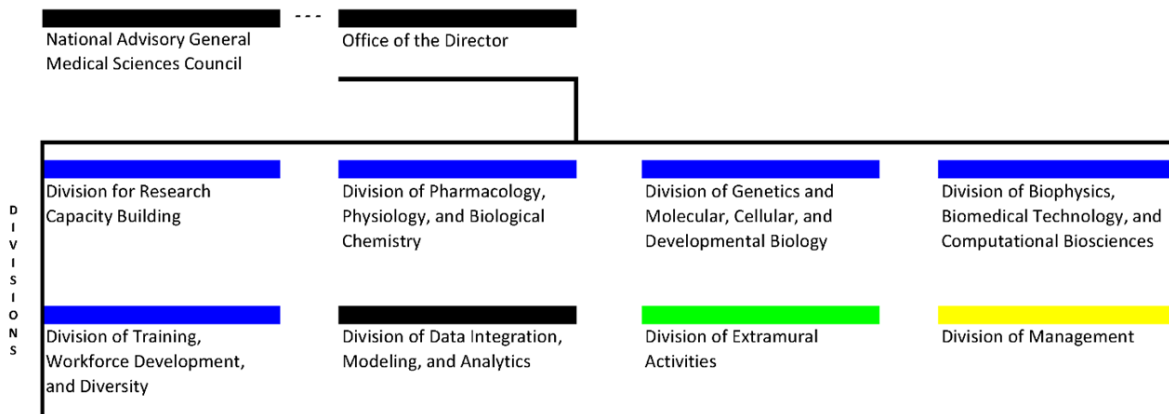 National Advisory General
Medical Sciences Council
---
Office of the Director
DIVISIONS
Division for Research
Capacity Building
Division of Pharmacology,
Physiology, and Biological
Chemistry
Division of Genetics and
Molecular, Cellular, and
Developmental Biology
Division of Biophysics,
Biomedical Technology, and
Computational Biosciences
Division of Training,
Workforce Development,
and Diversity
Division of Data Integration,
Modeling, and Analytics
Division of Extramural
Activities
Division of Management